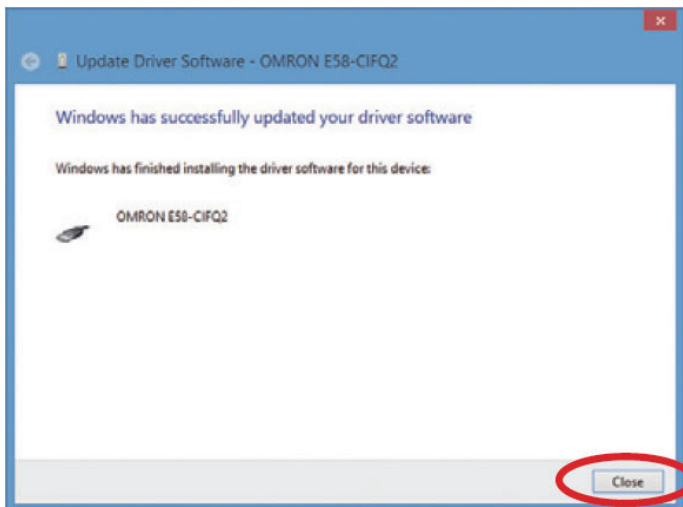 Update Driver Software - OMRON E58-CIFQ2
Windows has successfully updated your driver software
Windows has finished installing the driver software for this device:
OMRON E58-CIFQ2
Close